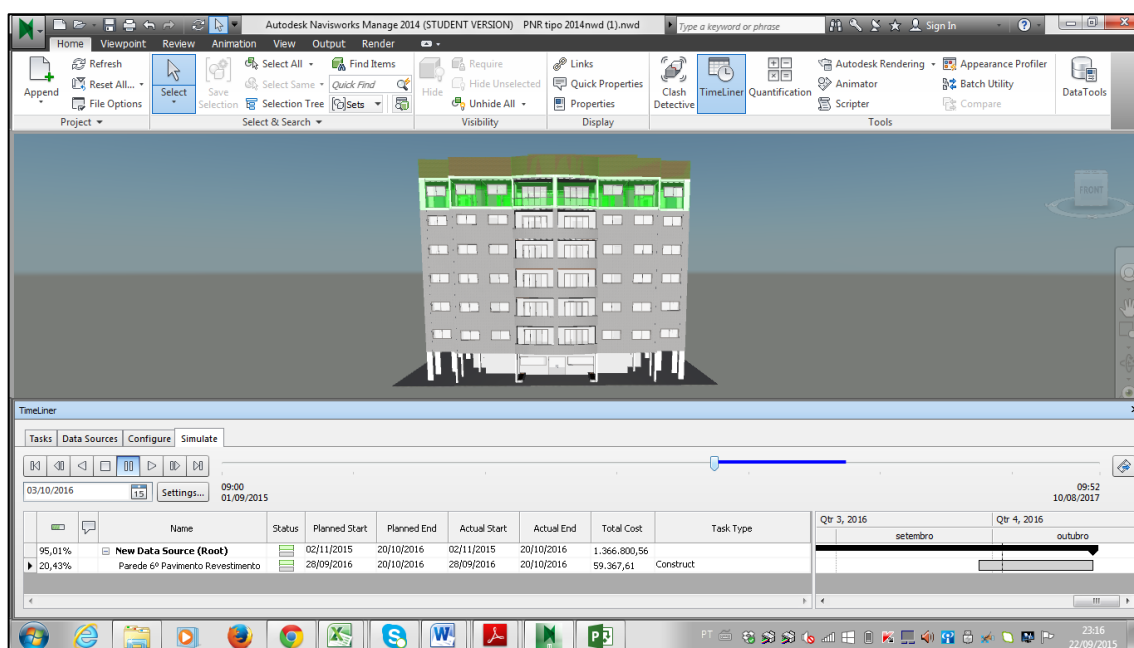 Autodesk Navisworks Manage 2014 (STUDENT VERSION) PNR tipo 2014nwd (1).nwd
Type a keyword or phrase
Sign In
Home Viewpoint Review Animation View Output Render
Append
Refresh
Reset All...
File Options
Project
Select
Save Selection
Select All
Select Same
Selection Tree
Find Items
Quick Find
Sets
Select & Search
Hide
Require
Hide Unselected
Unhide All
Visibility
Links
Quick Properties
Properties
Display
Clash Detective
TimeLiner
Quantification
Autodesk Rendering
Animator
Scripter
Appearance Profiler
Batch Utility
Compare
Tools
DataTools
FRONT
TimeLiner
Tasks Data Sources Configure Simulate
03/10/2016 15 Settings...
09:00
01/09/2015
09:52
10/08/2017
Name Status Planned Start Planned End Actual Start Actual End Total Cost Task Type
Qtr 3, 2016 Qtr 4, 2016
setembro outubro
95,01% New Data Source (Root) 02/11/2015 20/10/2016 02/11/2015 20/10/2016 1.366.800,56
20,43% Parede 6º Pavimento Revestimento 28/09/2016 20/10/2016 28/09/2016 20/10/2016 59.367,61 Construct
PT
23:16
22/09/2015